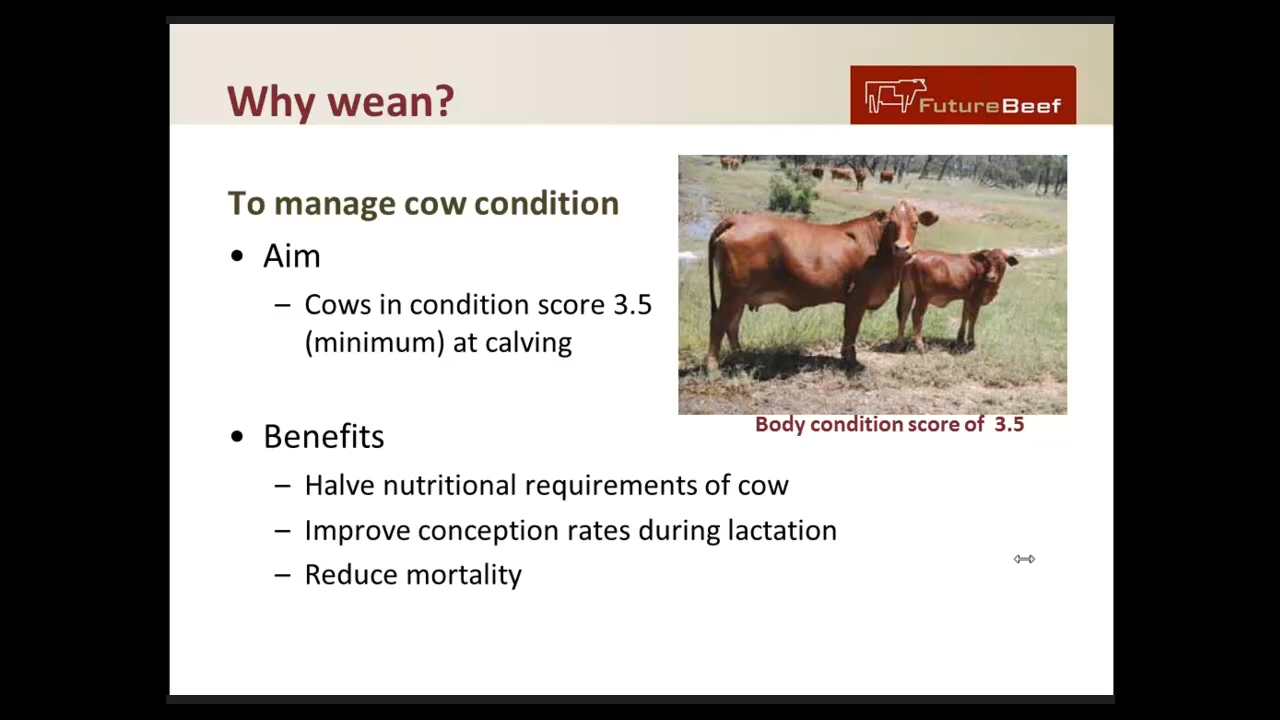 Why wean?
FutureBeef
To manage cow condition
• Aim
– Cows in condition score 3.5
(minimum) at calving
Body condition score of 3.5
• Benefits
– Halve nutritional requirements of cow
– Improve conception rates during lactation
– Reduce mortality